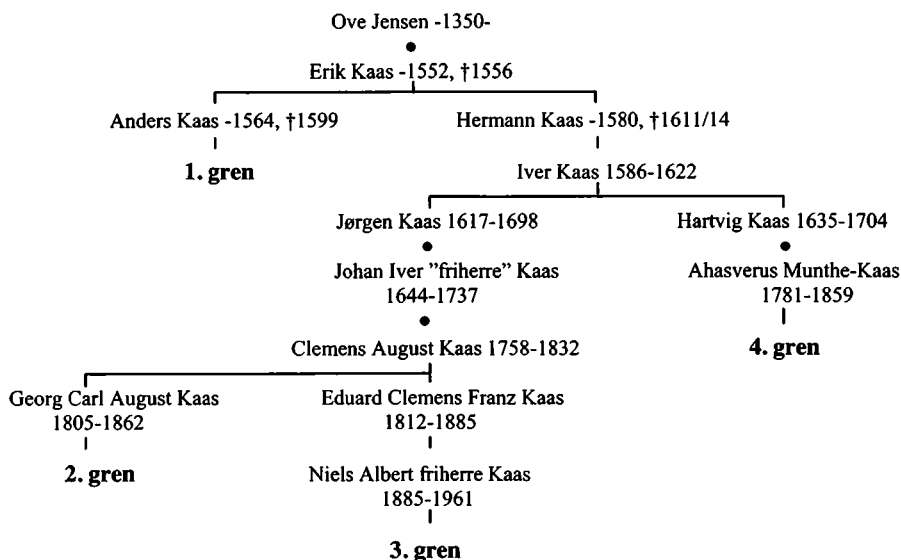 Ove Jensen -1350-
Erik Kaas -1552, †1556
Anders Kaas -1564, †1599
Hermann Kaas -1580, †1611/14
1. gren
Iver Kaas 1586-1622
Jørgen Kaas 1617-1698
Hartvig Kaas 1635-1704
Johan Iver ”friherre” Kaas
1644-1737
Ahasverus Munthe-Kaas
1781-1859
Clemens August Kaas 1758-1832
4. gren
Georg Carl August Kaas
1805-1862
Eduard Clemens Franz Kaas
1812-1885
2. gren
Niels Albert friherre Kaas
1885-1961
3. gren